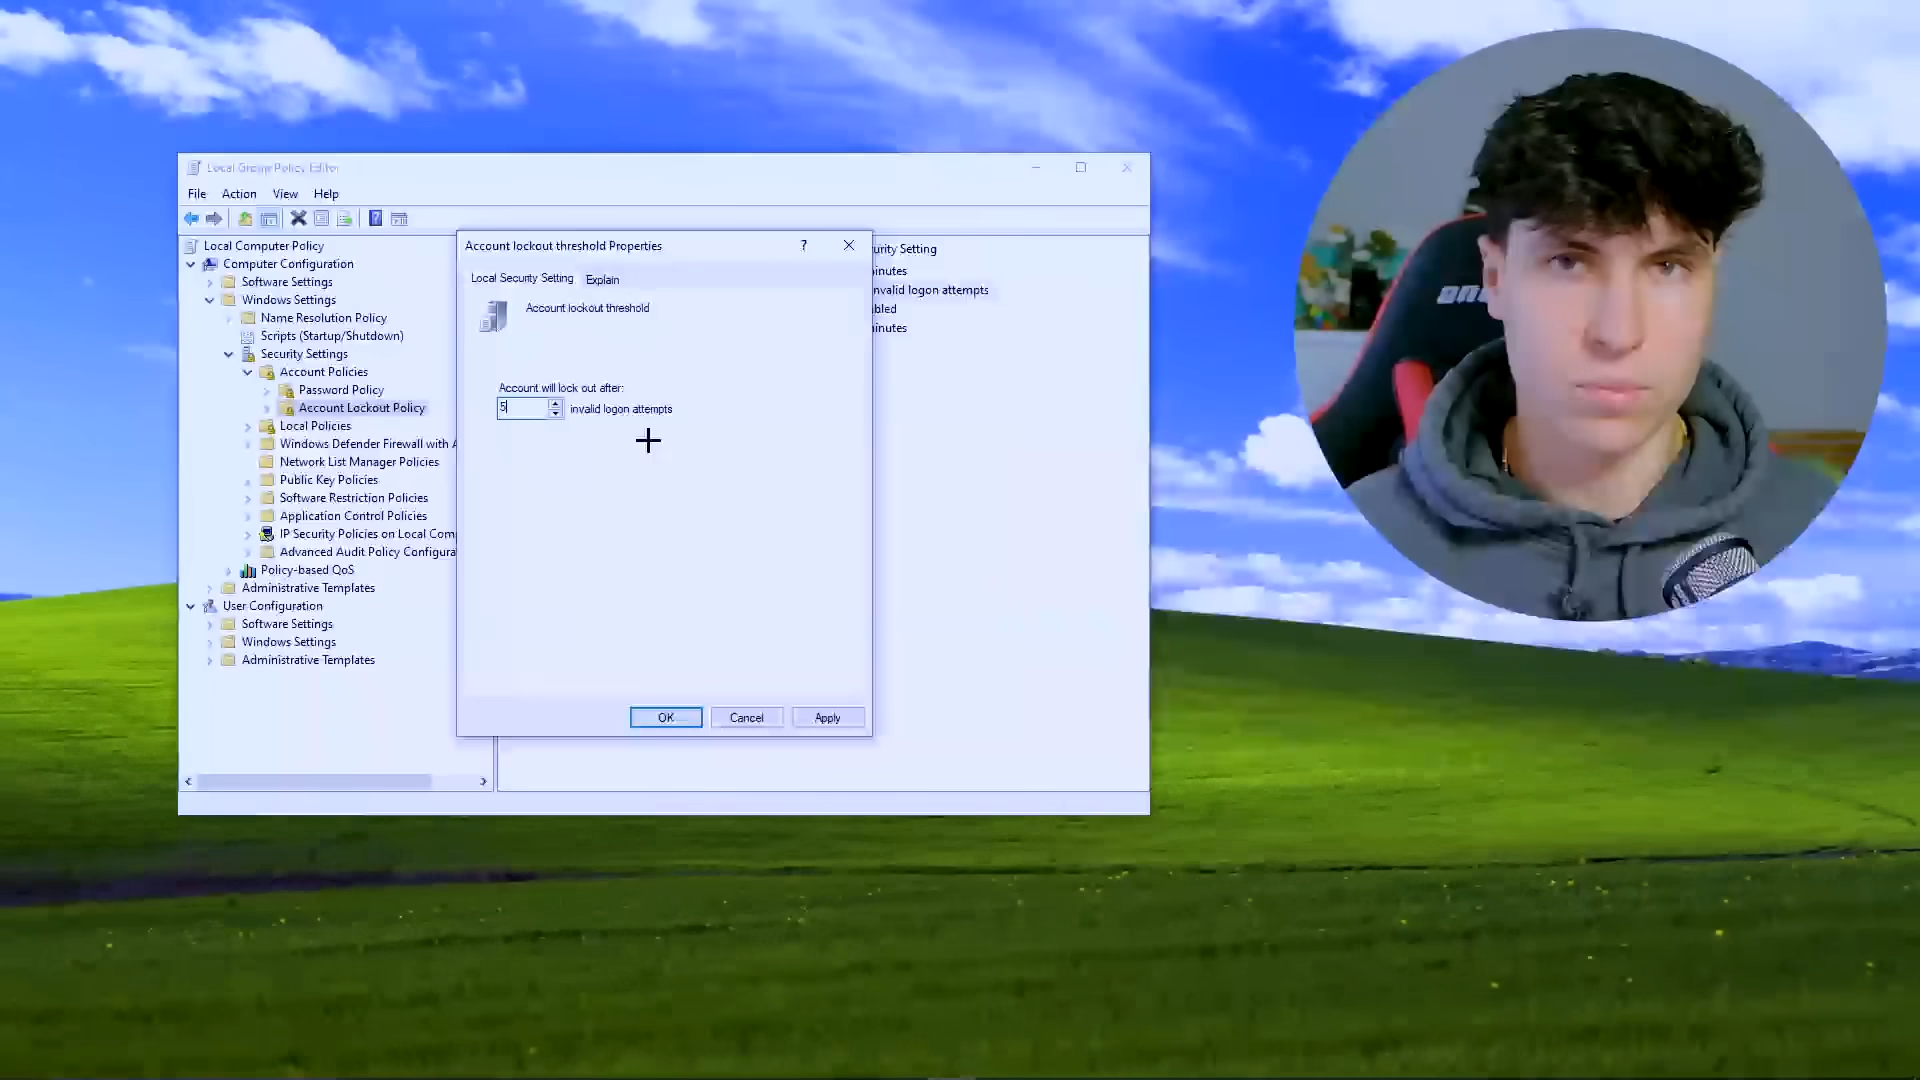 Local Group Policy Editor
File Action View Help
Local Computer Policy
Computer Configuration
Software Settings
Windows Settings
Name Resolution Policy
Scripts (Startup/Shutdown)
Security Settings
Account Policies
Password Policy
Account Lockout Policy
Local Policies
Windows Defender Firewall with A
Network List Manager Policies
Public Key Policies
Software Restriction Policies
Application Control Policies
IP Security Policies on Local Com
Advanced Audit Policy Configura
Policy-based QoS
Administrative Templates
User Configuration
Software Settings
Windows Settings
Administrative Templates
Account lockout threshold Properties
Local Security Setting Explain
Account lockout threshold
Account will lock out after:
5 invalid logon attempts
OK Cancel Apply
urity Setting
inutes
nvalid logon attempts
bled
inutes